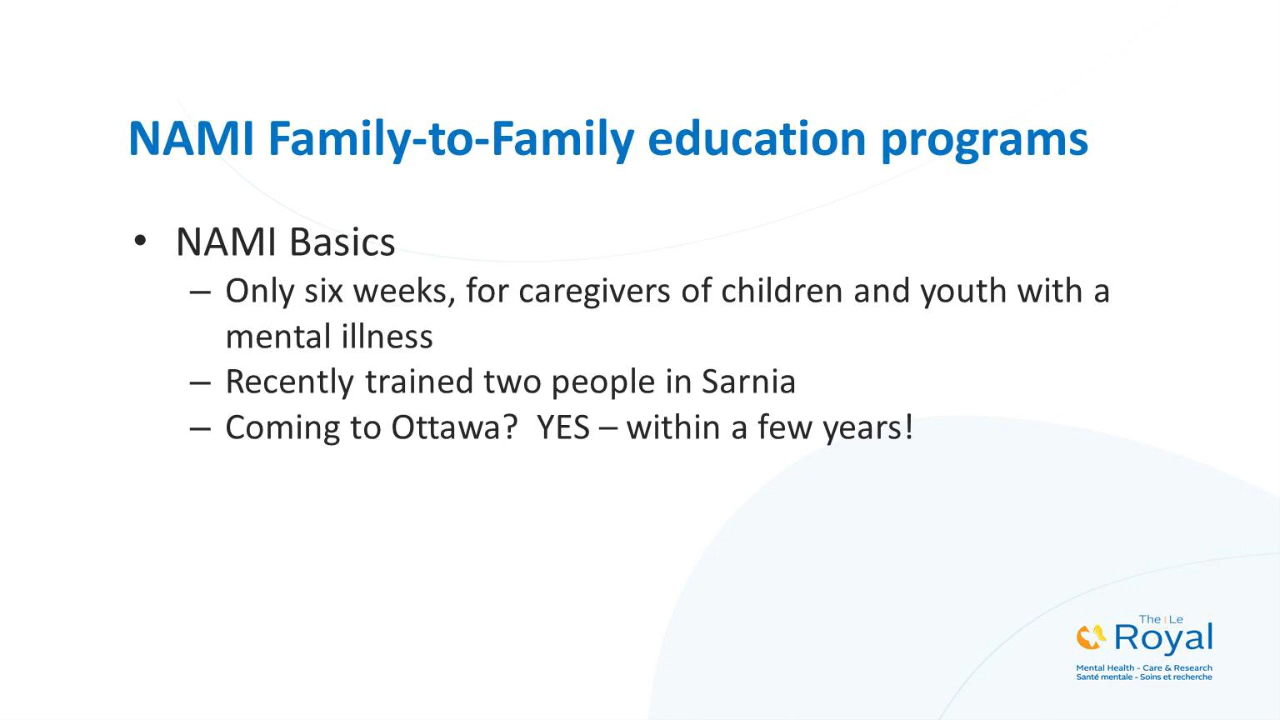 NAMI Family-to-Family education programs
• NAMI Basics
– Only six weeks, for caregivers of children and youth with a
mental illness
– Recently trained two people in Sarnia
– Coming to Ottawa?  YES – within a few years!
The | Le
Royal
Mental Health - Care & Research
Santé mentale - Soins et recherche